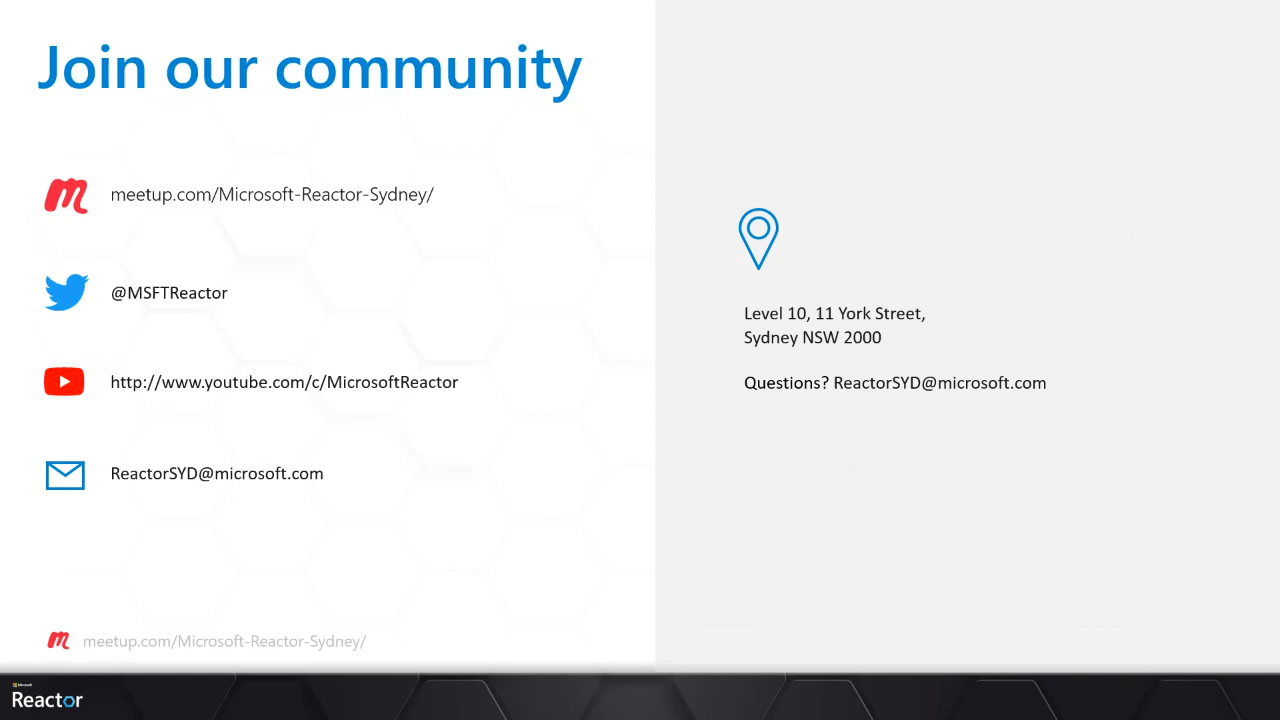 Join our community
meetup.com/Microsoft-Reactor-Sydney/
@MSFTReactor
http://www.youtube.com/c/MicrosoftReactor
ReactorSYD@microsoft.com
Level 10, 11 York Street,
Sydney NSW 2000
Questions? ReactorSYD@microsoft.com
meetup.com/Microsoft-Reactor-Sydney/
Microsoft
Reactor